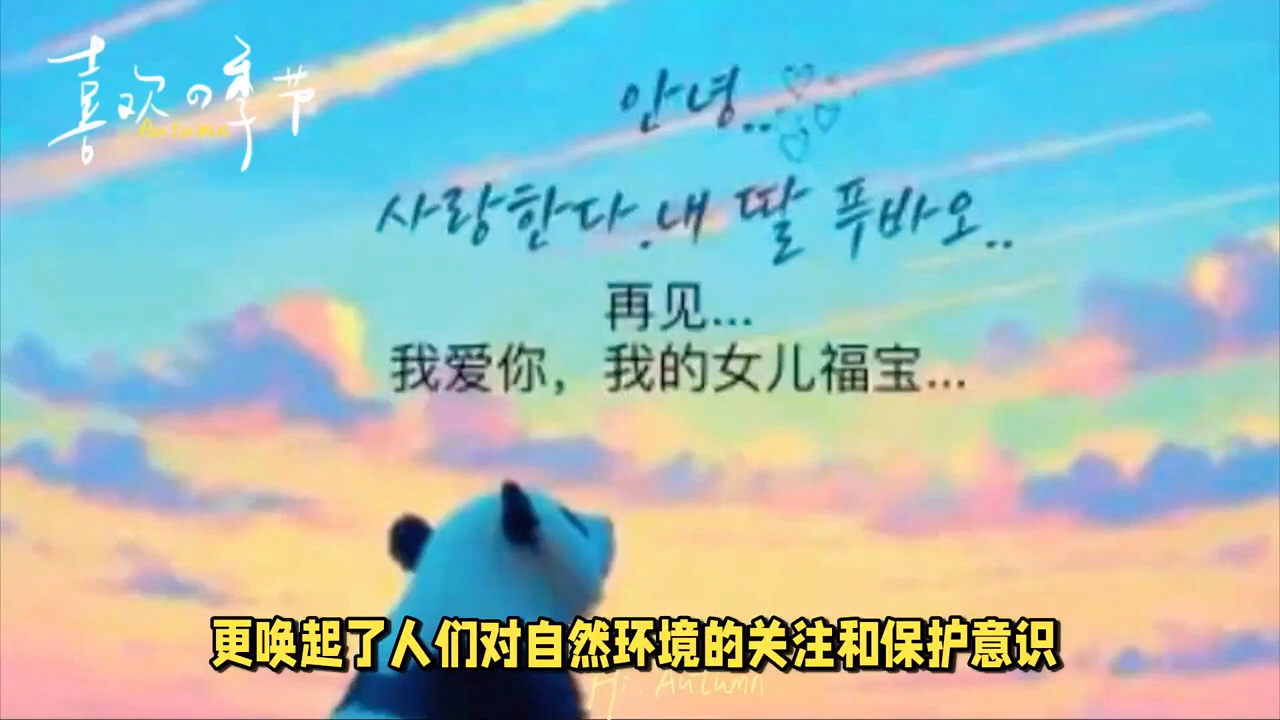 喜欢の季节
Autumn
안녕..
사랑한다.내 딸 푸바오..
再见...
我爱你，我的女儿福宝...
更唤起了人们对自然环境的关注和保护意识
Hi. Autumn